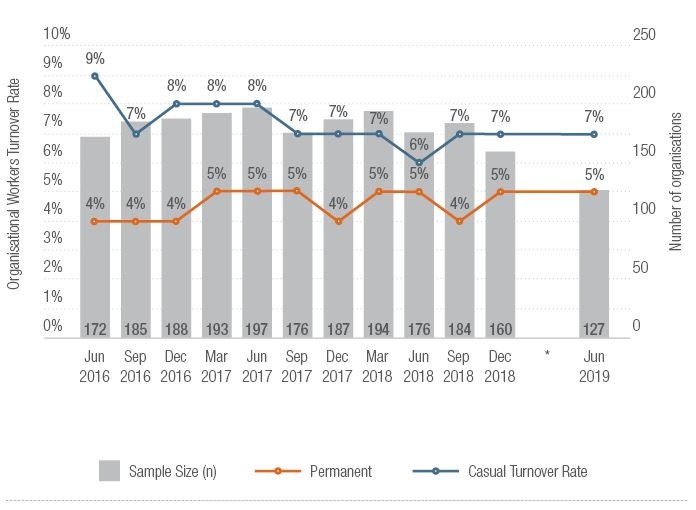 10%
9%
8%
7%
6%
5%
4%
3%
2%
1%
0%
Organisational Workers Turnover Rate
250
200
150
100
50
0
Number of organisations
9% 7% 8% 8% 8% 7% 7% 7% 6% 7% 7% 7%
4% 4% 4% 5% 5% 5% 4% 5% 5% 4% 5% 5%
172 185 188 193 197 176 187 194 176 184 160 127
Jun Sep Dec Mar Jun Sep Dec Mar Jun Sep Dec * Jun
2016 2016 2016 2017 2017 2017 2017 2018 2018 2018 2018 2019
Sample Size (n) Permanent Casual Turnover Rate